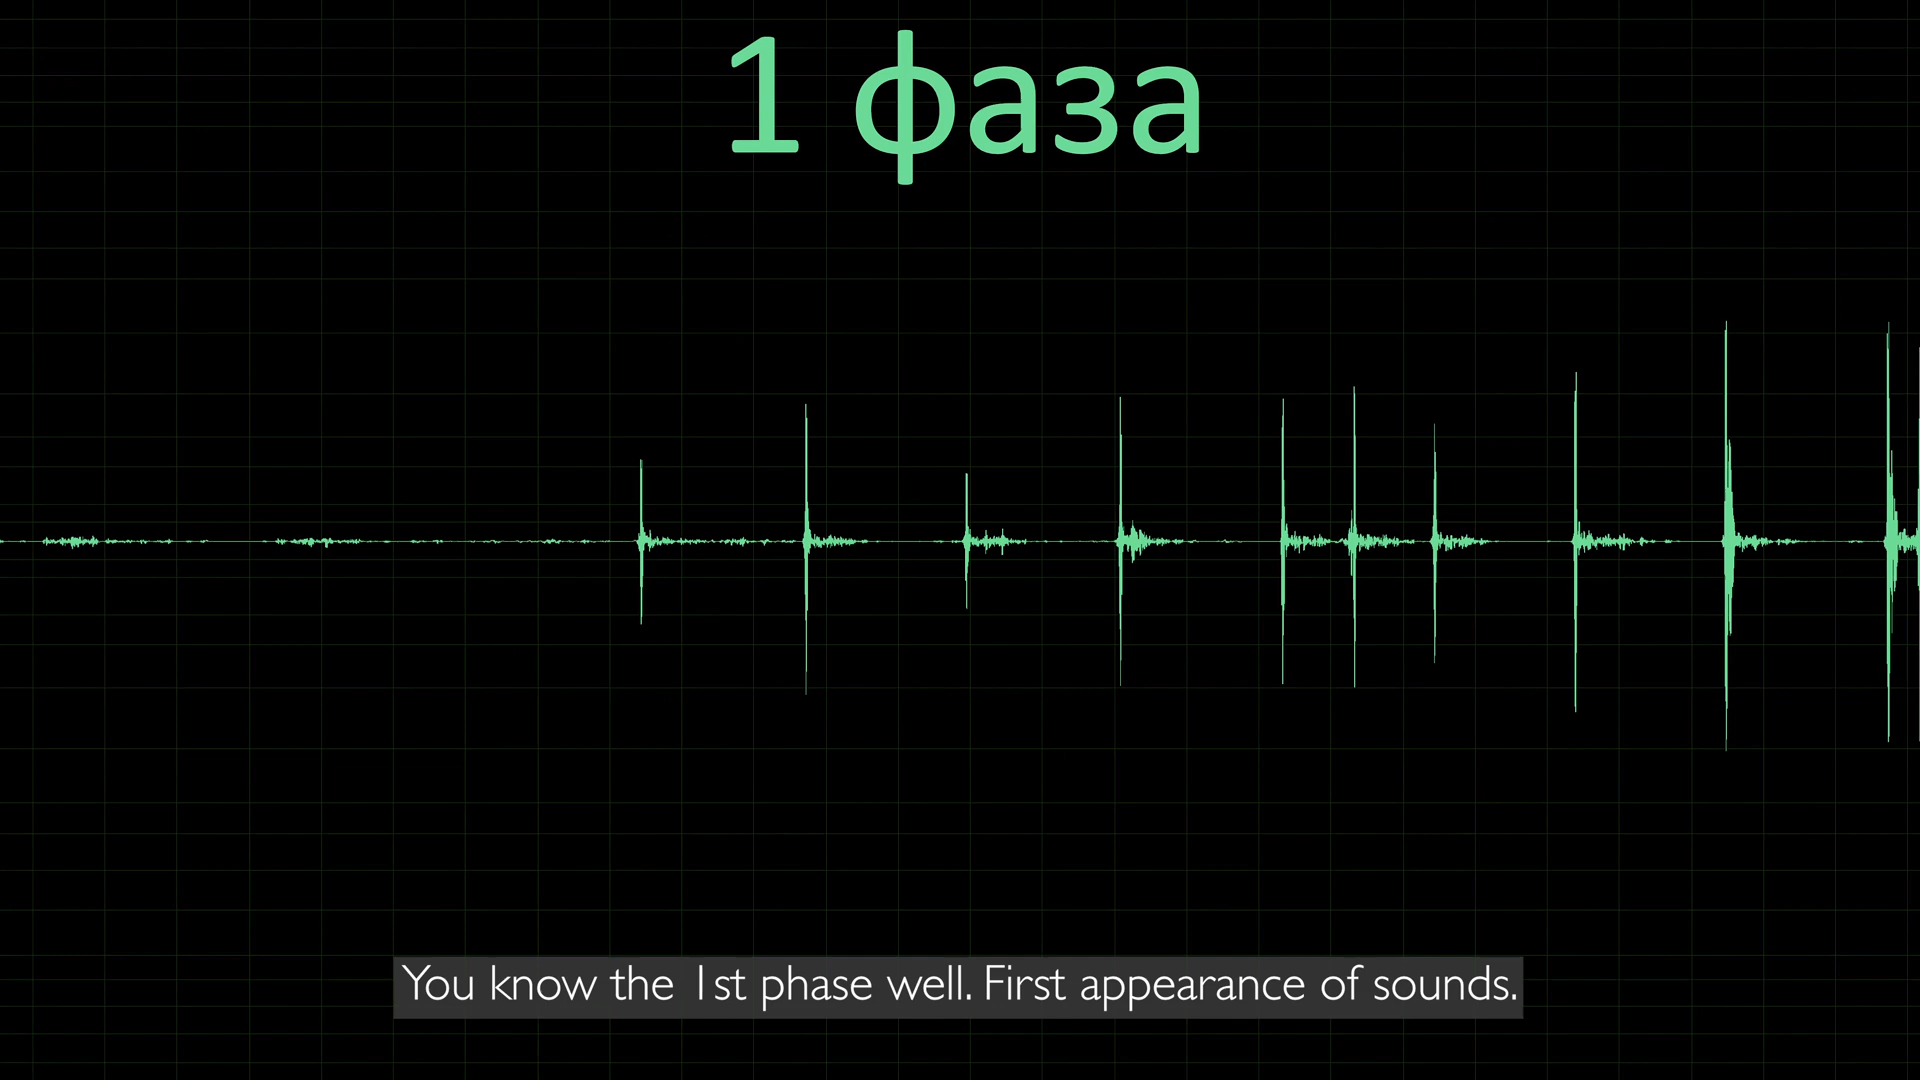 1 фаза
You know the 1st phase well. First appearance of sounds.